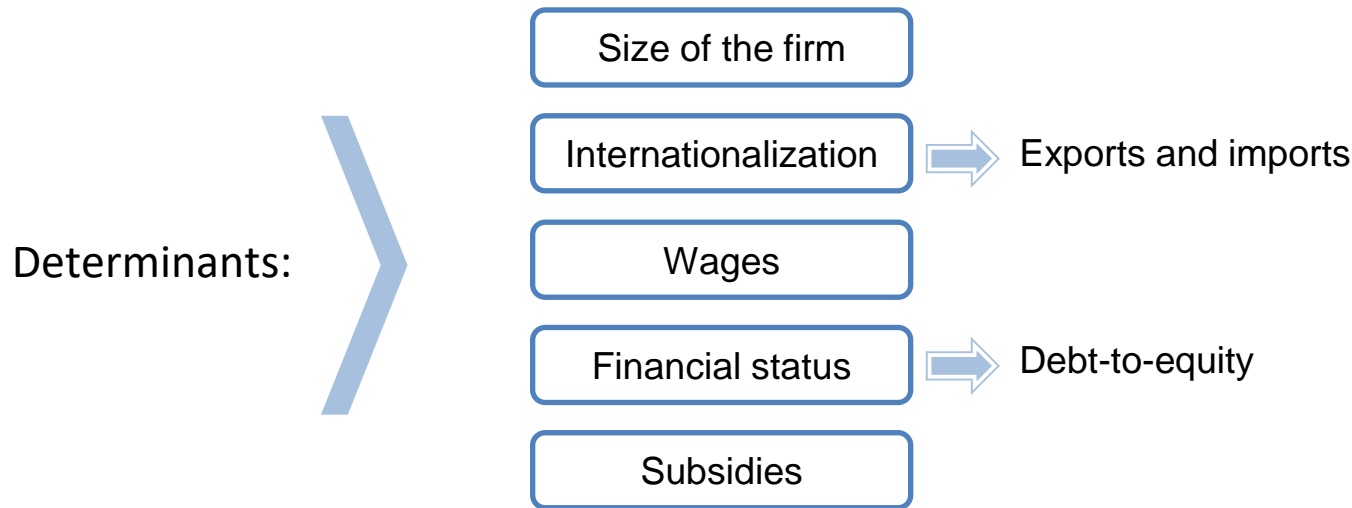 Size of the firm
Internationalization
Exports and imports
Determinants:
Wages
Financial status
Debt-to-equity
Subsidies